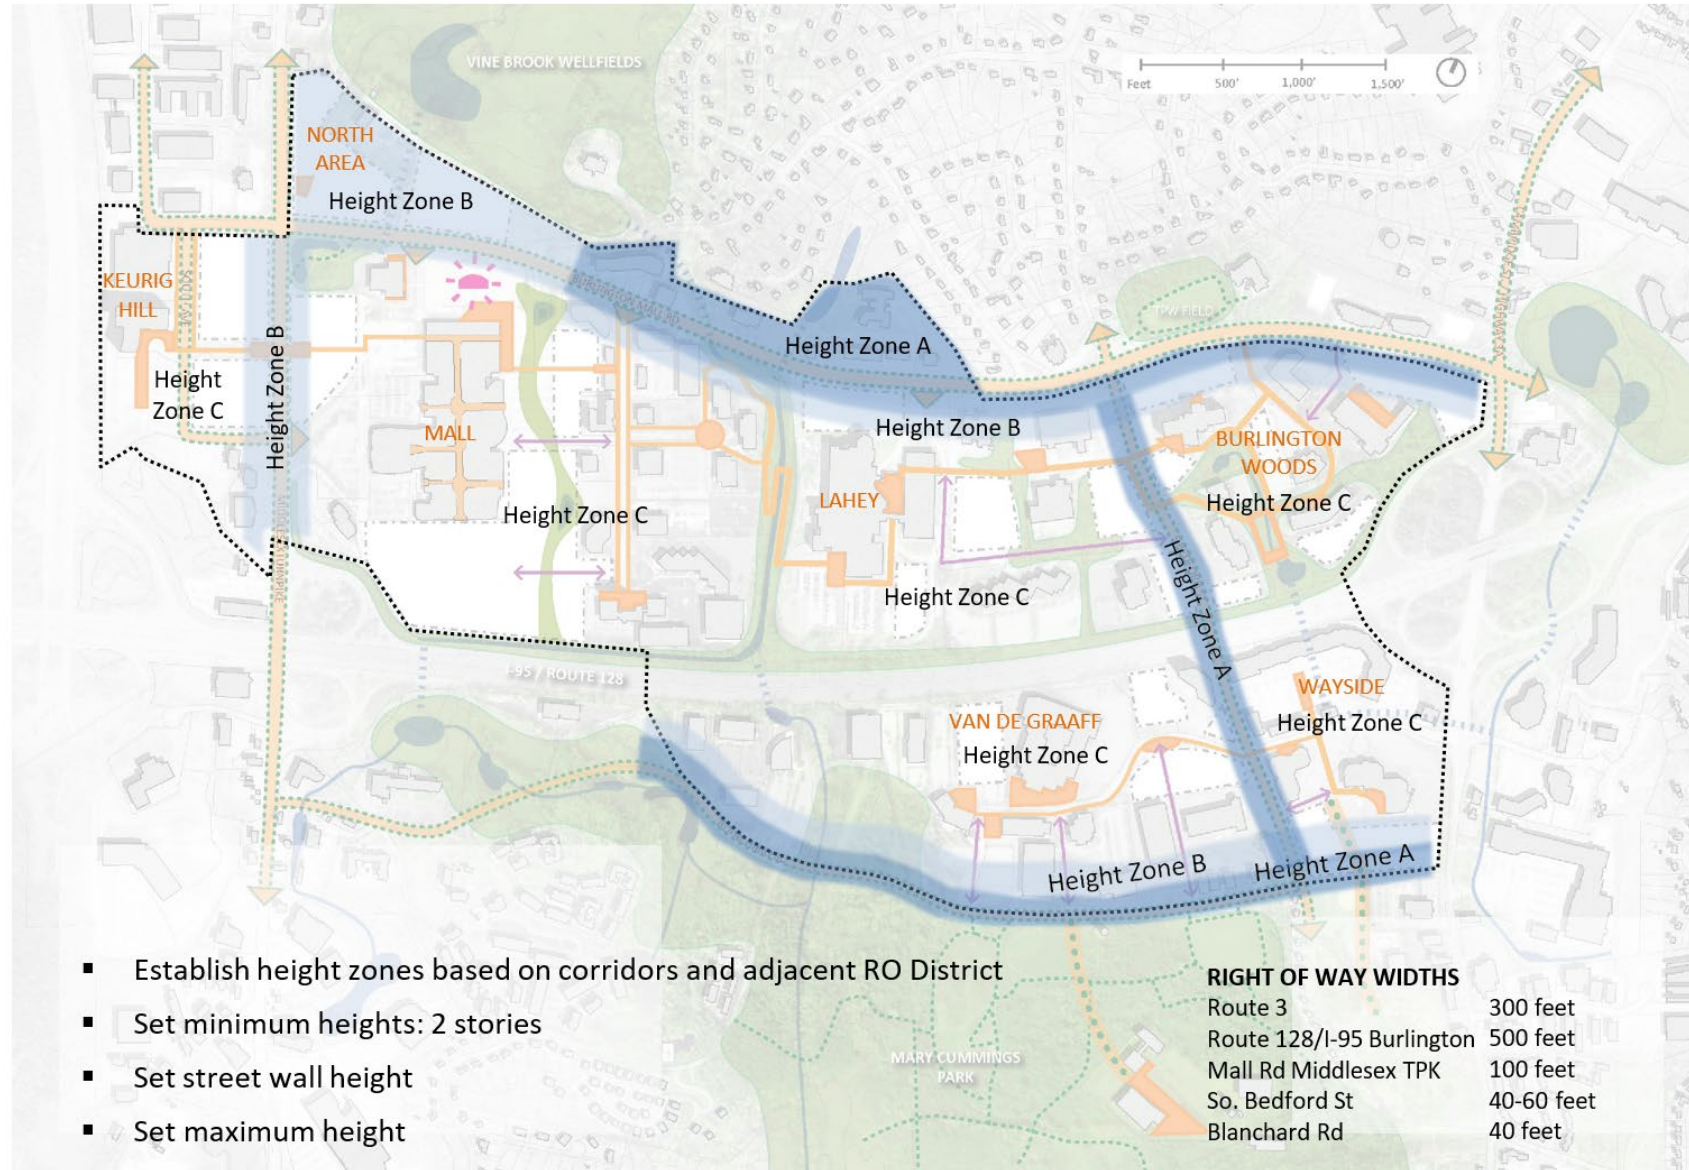 VINE BROOK WELLFIELDS
Feet 500' 1,000' 1,500'
NORTH
AREA
Height Zone B
KEURIG
HILL
Height
Zone C
Height Zone B
MALL
Height Zone C
Height Zone A
Height Zone B
TPW FIELD
LAHEY
Height Zone C
BURLINGTON
WOODS
Height Zone C
Height Zone A
I-95 / ROUTE 128
VAN DE GRAAFF
Height Zone C
WAYSIDE
Height Zone C
Height Zone B
Height Zone A
MARY CUMMINGS
PARK
▪ Establish height zones based on corridors and adjacent RO District
▪ Set minimum heights: 2 stories
▪ Set street wall height
▪ Set maximum height
RIGHT OF WAY WIDTHS
Route 3 300 feet
Route 128/I-95 Burlington 500 feet
Mall Rd Middlesex TPK 100 feet
So. Bedford St 40-60 feet
Blanchard Rd 40 feet